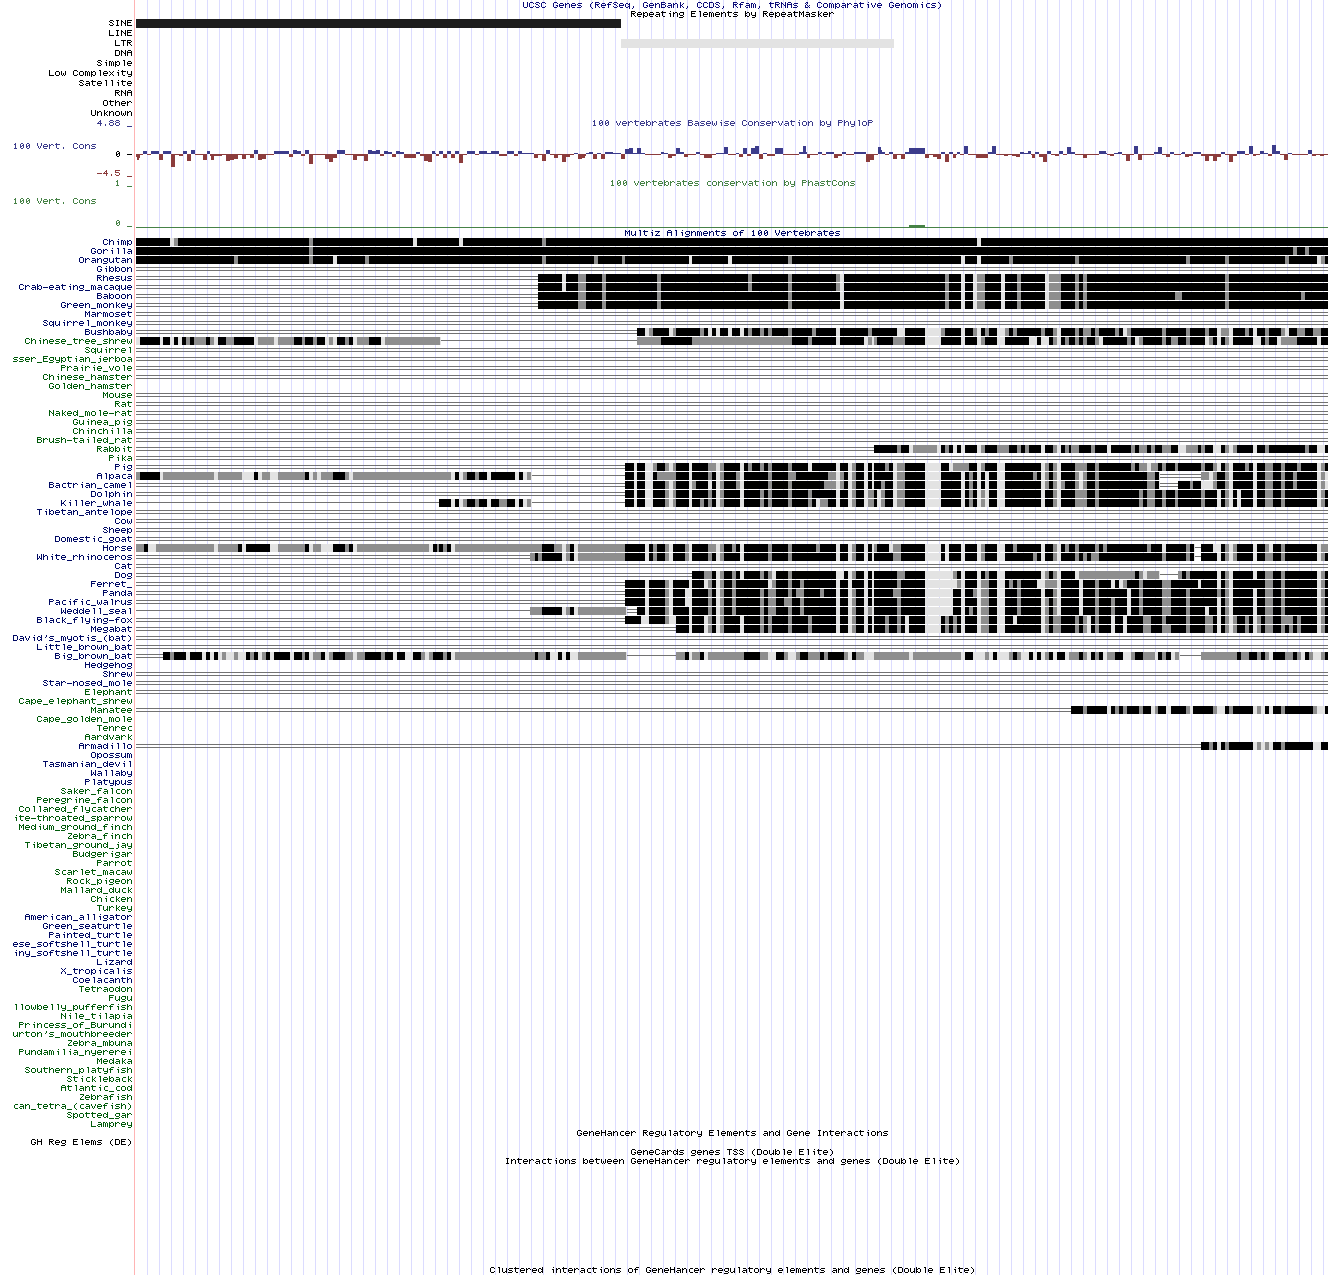 UCSC Genes (RefSeq, GenBank, CCDS, Rfam, tRNAs & Comparative Genomics)
Repeating Elements by RepeatMasker
SINE
LINE
LTR
DNA
Simple
Low Complexity
Satellite
RNA
Other
Unknown
100 vertebrates Basewise Conservation by PhyloP
4.88 _
100 Vert. Cons
0 -
-4.5 _
100 vertebrates conservation by PhastCons
1 _
100 Vert. Cons
0 _
Multiz Alignments of 100 Vertebrates
Chimp
Gorilla
Orangutan
Gibbon
Rhesus
Crab-eating_macaque
Baboon
Green_monkey
Marmoset
Squirrel_monkey
Bushbaby
Chinese_tree_shrew
Squirrel
sser_Egyptian_jerboa
Prairie_vole
Chinese_hamster
Golden_hamster
Mouse
Rat
Naked_mole-rat
Guinea_pig
Chinchilla
Brush-tailed_rat
Rabbit
Pika
Pig
Alpaca
Bactrian_camel
Dolphin
Killer_whale
Tibetan_antelope
Cow
Sheep
Domestic_goat
Horse
White_rhinoceros
Cat
Dog
Ferret_
Panda
Pacific_walrus
Weddell_seal
Black_flying-fox
Megabat
David's_myotis_(bat)
Little_brown_bat
Big_brown_bat
Hedgehog
Shrew
Star-nosed_mole
Elephant
Cape_elephant_shrew
Manatee
Cape_golden_mole
Tenrec
Aardvark
Armadillo
Opossum
Tasmanian_devil
Wallaby
Platypus
Saker_falcon
Peregrine_falcon
Collared_flycatcher
ite-throated_sparrow
Medium_ground_finch
Zebra_finch
Tibetan_ground_jay
Budgerigar
Parrot
Scarlet_macaw
Rock_pigeon
Mallard_duck
Chicken
Turkey
American_alligator
Green_seaturtle
Painted_turtle
ese_softshell_turtle
iny_softshell_turtle
Lizard
X_tropicalis
Coelacanth
Tetraodon
Fugu
llowbelly_pufferfish
Nile_tilapia
Princess_of_Burundi
urton's_mouthbreeder
Zebra_mbuna
Pundamilia_nyererei
Medaka
Southern_platyfish
Stickleback
Atlantic_cod
Zebrafish
can_tetra_(cavefish)
Spotted_gar
Lamprey
GeneHancer Regulatory Elements and Gene Interactions
GH Reg Elems (DE)
GeneCards genes TSS (Double Elite)
Interactions between GeneHancer regulatory elements and genes (Double Elite)
Clustered interactions of GeneHancer regulatory elements and genes (Double Elite)